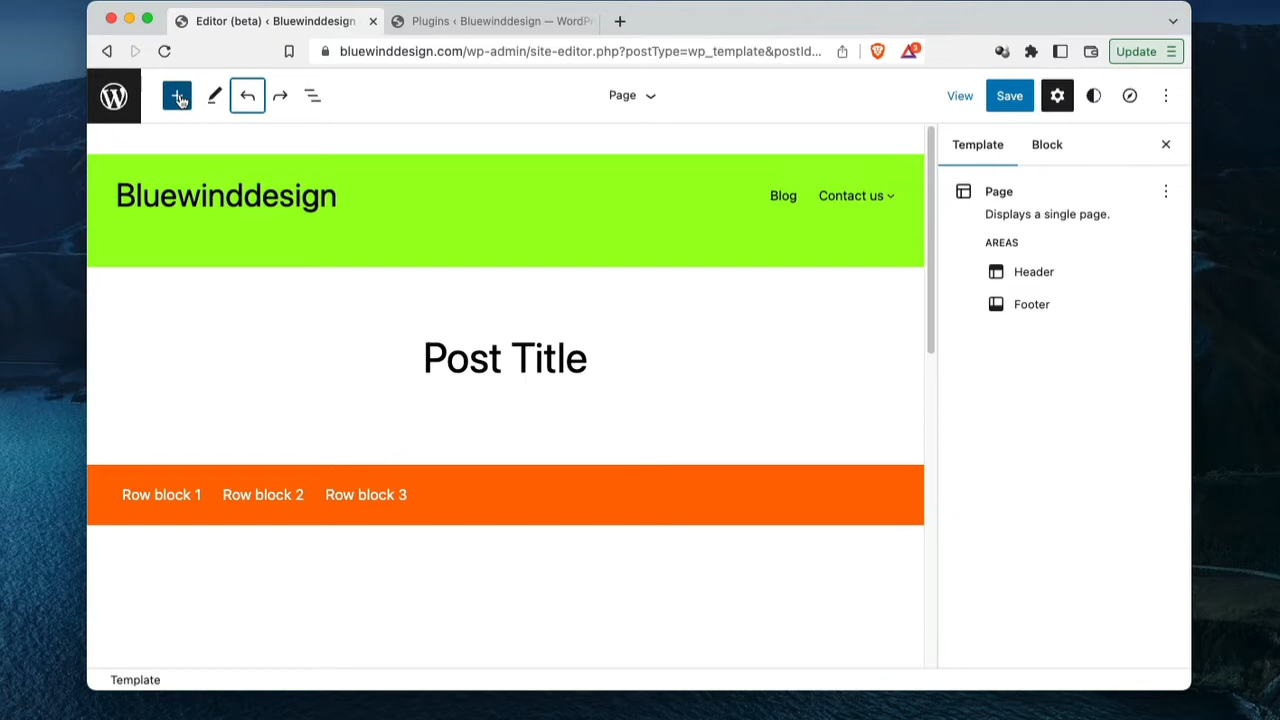 Editor (beta) ‹ Bluewinddesign
Plugins ‹ Bluewinddesign — WordPr
bluewinddesign.com/wp-admin/site-editor.php?postType=wp_template&postId...
3
Update
Page
View
Save
Bluewinddesign
Blog
Contact us
Post Title
Row block 1
Row block 2
Row block 3
Template
Block
Page
Displays a single page.
AREAS
Header
Footer
Template